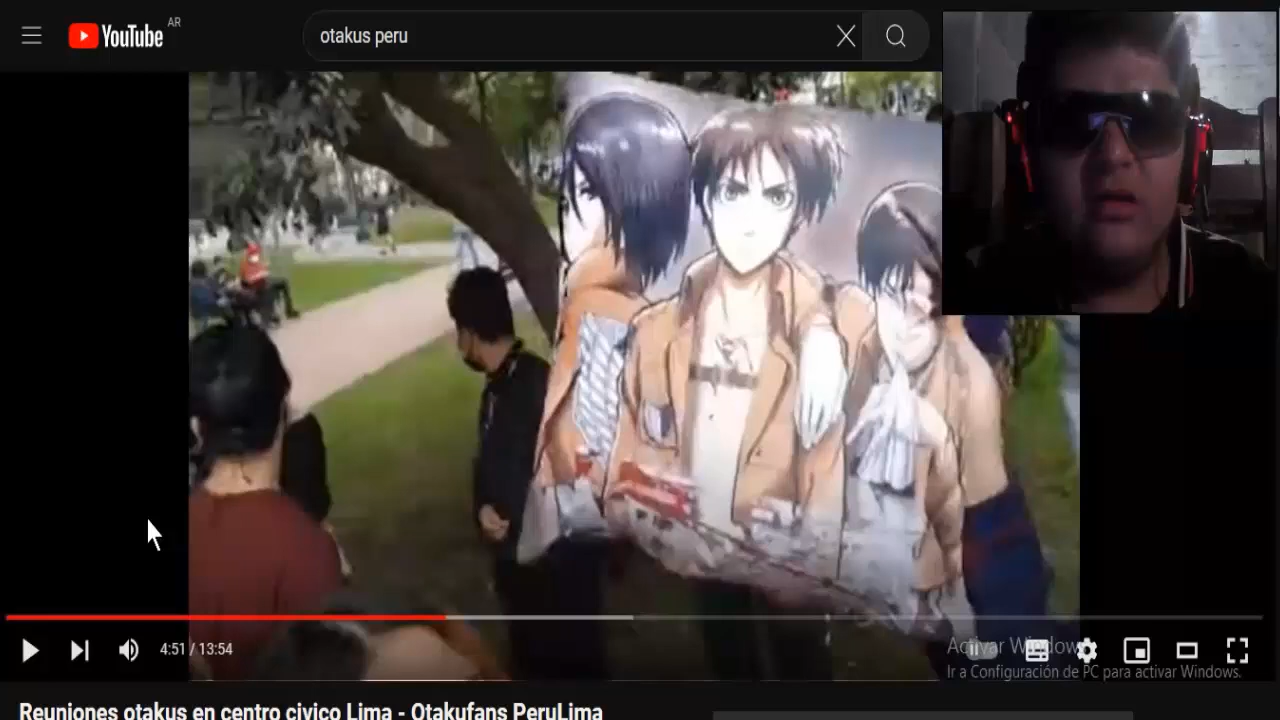 YouTube AR
otakus peru
4:51 / 13:54
Activar Windows
Ir a Configuración de PC para activar Windows.
Reuniones otakus en centro civico Lima - Otakufans PeruLima